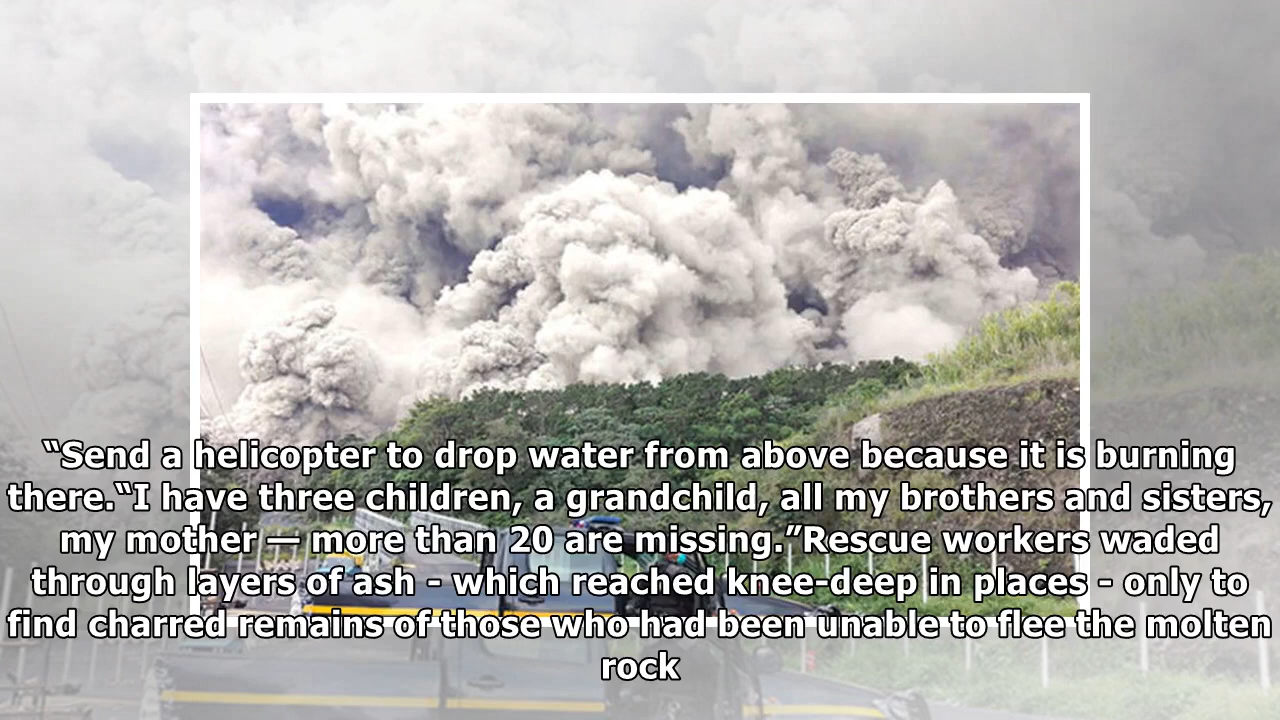 “Send a helicopter to drop water from above because it is burning
there.“I have three children, a grandchild, all my brothers and sisters,
my mother — more than 20 are missing.”Rescue workers waded
through layers of ash - which reached knee-deep in places - only to
find charred remains of those who had been unable to flee the molten
rock